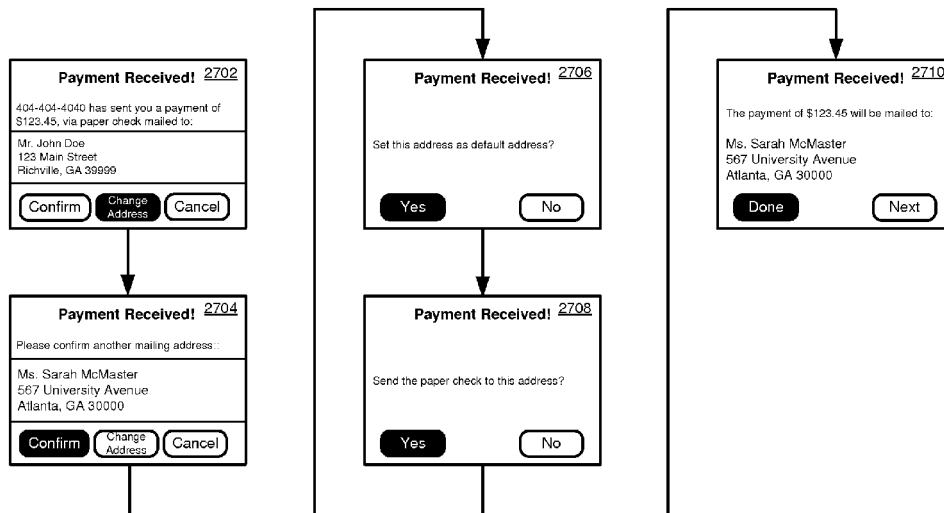 Payment Received! 2702
404-404-4040 has sent you a payment of
$123.45, via paper check mailed to:
Mr. John Doe
123 Main Street
Richville, GA 39999
Confirm
Change
Address
Cancel
Payment Received! 2704
Please confirm another mailing address::
Ms. Sarah McMaster
567 University Avenue
Atlanta, GA 30000
Confirm
Change
Address
Cancel
Payment Received! 2706
Set this address as default address?
Yes
No
Payment Received! 2708
Send the paper check to this address?
Yes
No
Payment Received! 2710
The payment of $123.45 will be mailed to:
Ms. Sarah McMaster
567 University Avenue
Atlanta, GA 30000
Done
Next